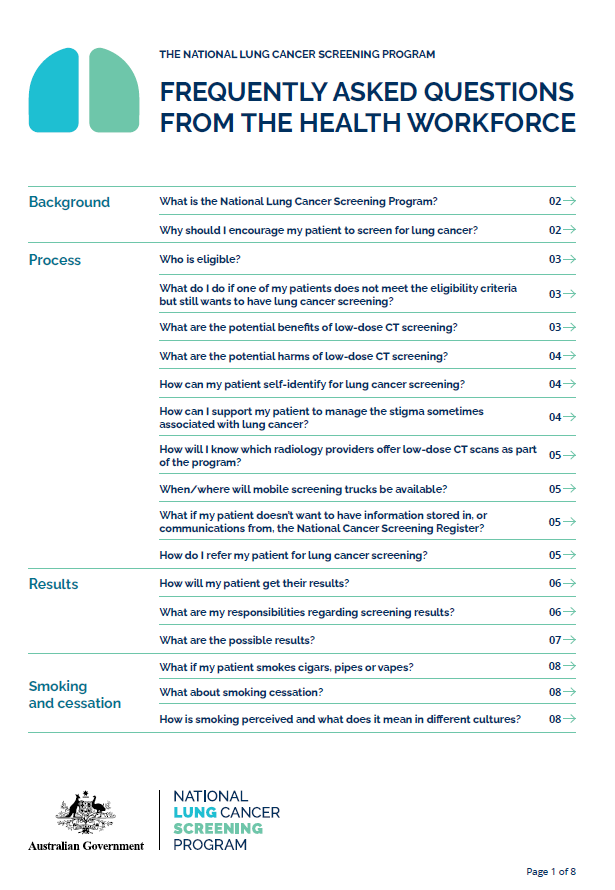 THE NATIONAL LUNG CANCER SCREENING PROGRAM
FREQUENTLY ASKED QUESTIONS
FROM THE HEALTH WORKFORCE
Background
What is the National Lung Cancer Screening Program? 02→
Why should I encourage my patient to screen for lung cancer? 02→
Process
Who is eligible? 03→
What do I do if one of my patients does not meet the eligibility criteria
but still wants to have lung cancer screening? 03→
What are the potential benefits of low-dose CT screening? 03→
What are the potential harms of low-dose CT screening? 04→
How can my patient self-identify for lung cancer screening? 04→
How can I support my patient to manage the stigma sometimes
associated with lung cancer? 04→
How will I know which radiology providers offer low-dose CT scans as part
of the program? 05→
When/where will mobile screening trucks be available? 05→
What if my patient doesn't want to have information stored in, or
communications from, the National Cancer Screening Register? 05→
How do I refer my patient for lung cancer screening? 05→
Results
How will my patient get their results? 06→
What are my responsibilities regarding screening results? 06→
What are the possible results? 07→
Smoking
and cessation
What if my patient smokes cigars, pipes or vapes? 08→
What about smoking cessation? 08→
How is smoking perceived and what does it mean in different cultures? 08→
Australian Government
NATIONAL
LUNG CANCER
SCREENING
PROGRAM
Page 1 of 8